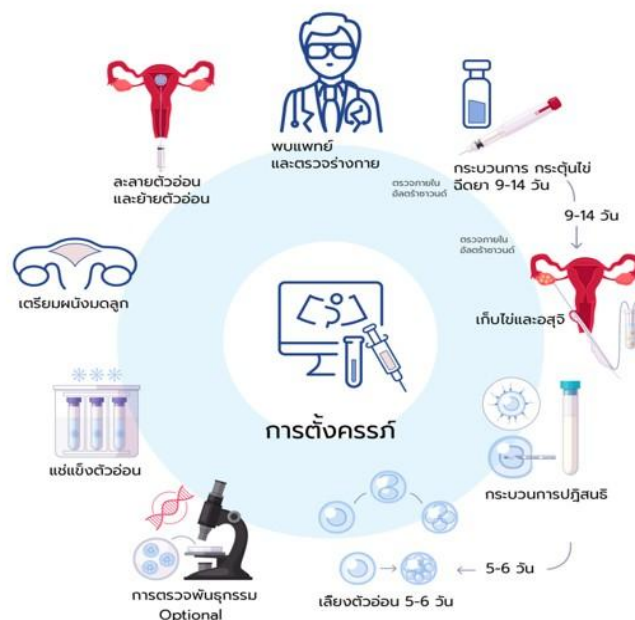 พบแพทย์
และตรวจร่างกาย
กระบวนการ กระตุ้นไข่
ฉีดยา 9-14 วัน
ตรวจภายใน
อัลตร้าซาวนด์
9-14 วัน
ตรวจภายใน
อัลตร้าซาวนด์
เก็บไข่และอสุจิ
กระบวนการปฎิสนธิ
5-6 วัน
เลี้ยงตัวอ่อน 5-6 วัน
การตรวจพันธุกรรม
Optional
แช่แข็งตัวอ่อน
เตรียมผนังมดลูก
ละลายตัวอ่อน
และย้ายตัวอ่อน
การตั้งครรภ์